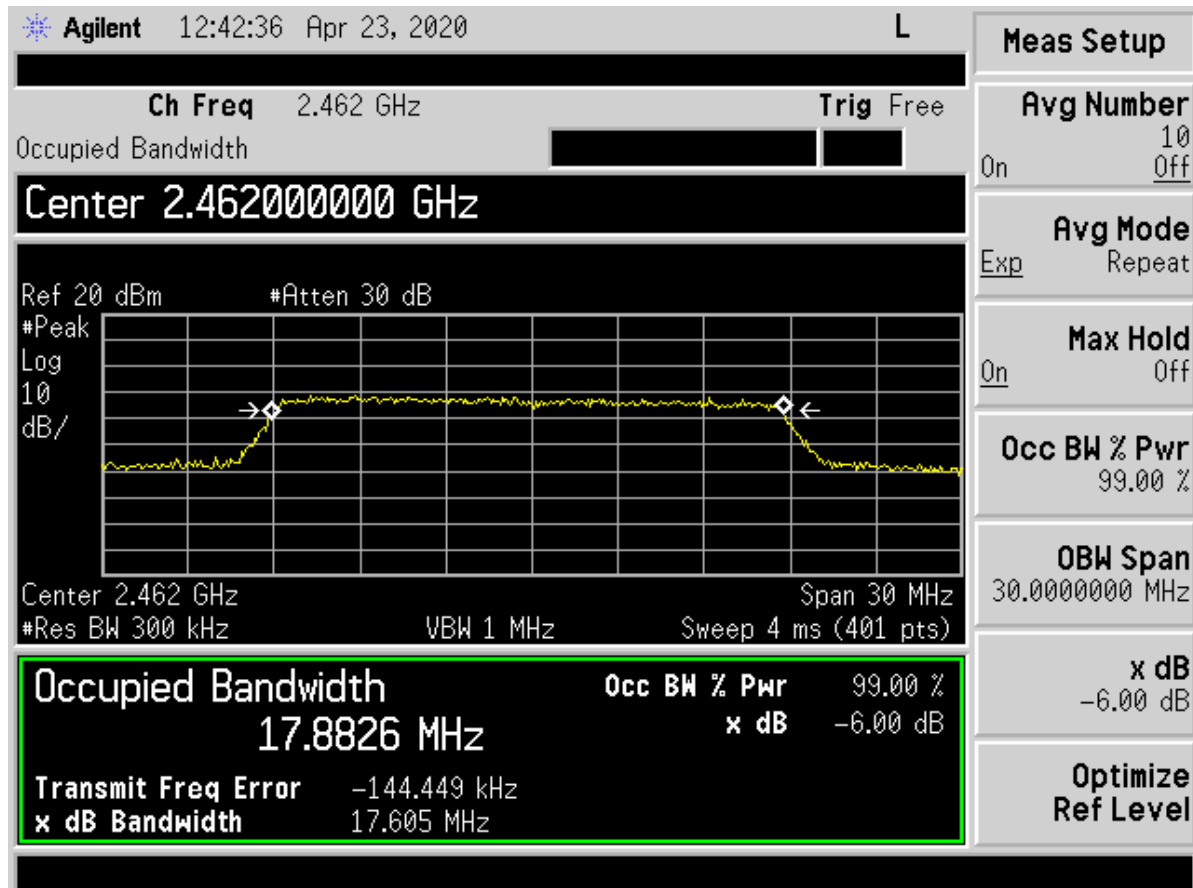 Agilent 12:42:36 Apr 23, 2020 L
Ch Freq 2.462 GHz Trig Free
Occupied Bandwidth
Center 2.462000000 GHz
Ref 20 dBm #Atten 30 dB
#Peak
Log
10
dB/
Center 2.462 GHz Span 30 MHz
#Res BW 300 kHz VBW 1 MHz Sweep 4 ms (401 pts)
Occupied Bandwidth Occ BW % Pwr 99.00 %
17.8826 MHz x dB -6.00 dB
Transmit Freq Error -144.449 kHz
x dB Bandwidth 17.605 MHz
Meas Setup
Avg Number
10
On Off
Avg Mode
Exp Repeat
Max Hold
On Off
Occ BW % Pwr
99.00 %
OBW Span
30.0000000 MHz
x dB
-6.00 dB
Optimize
Ref Level